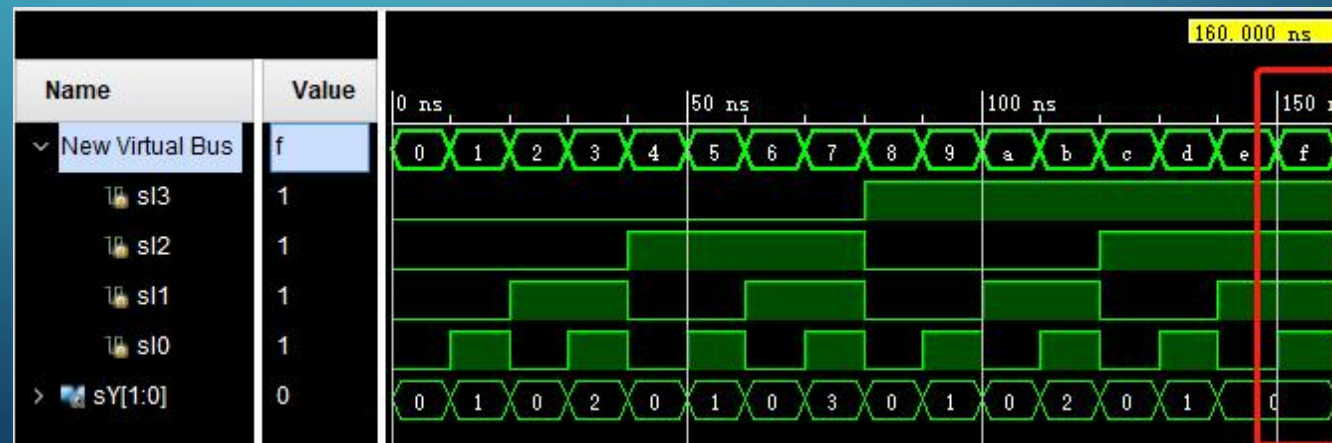 160.000 ns
Name Value
0 ns 50 ns 100 ns 150
New Virtual Bus f 0 1 2 3 4 5 6 7 8 9 a b c d e f
sI3 1
sI2 1
sI1 1
sI0 1
sY[1:0] 0 0 1 0 2 0 1 0 3 0 1 0 2 0 1